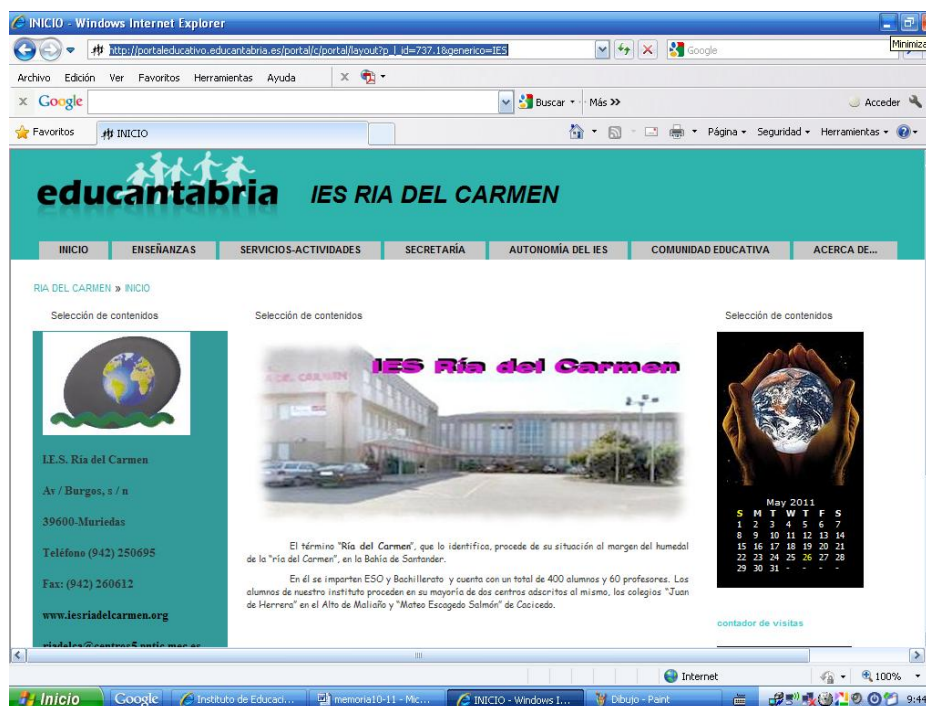 INICIO - Windows Internet Explorer
http://portaleducativo.educantabria.es/portal/c/portal/layout?p_l_id=737.1&generico=IES
Google
Minimiza
Archivo Edición Ver Favoritos Herramientas Ayuda
x Google Buscar Más >> Acceder
Favoritos INICIO Página Seguridad Herramientas
educantabria IES RIA DEL CARMEN
INICIO ENSEÑANZAS SERVICIOS-ACTIVIDADES SECRETARÍA AUTONOMÍA DEL IES COMUNIDAD EDUCATIVA ACERCA DE...
RIA DEL CARMEN » INICIO
Selección de contenidos
I.E.S. Ría del Carmen
Av / Burgos, s / n
39600-Muriedas
Teléfono (942) 250695
Fax: (942) 260612
www.iesriadelcarmen.org
riadelca@centros5.pntic.mec.es
Selección de contenidos
IES Ría del Carmen
El término "Ría del Carmen", que lo identifica, procede de su situación al margen del humedal
de la "ría del Carmen", en la Bahía de Santander.
En él se imparten ESO y Bachillerato y cuenta con un total de 400 alumnos y 60 profesores. Los
alumnos de nuestro instituto proceden en su mayoría de dos centros adscritos al mismo, los colegios "Juan
de Herrera" en el Alto de Maliaño y "Mateo Escagedo Salmón" de Cacicedo.
Selección de contenidos
May 2011
S M T W T F S
1 2 3 4 5 6 7
8 9 10 11 12 13 14
15 16 17 18 19 20 21
22 23 24 25 26 27 28
29 30 31 - - - -
contador de visitas
Internet 100%
Inicio Google Instituto de Educaci... memoria10-11 - Mic... INICIO - Windows I... Dibujo - Paint 9:44